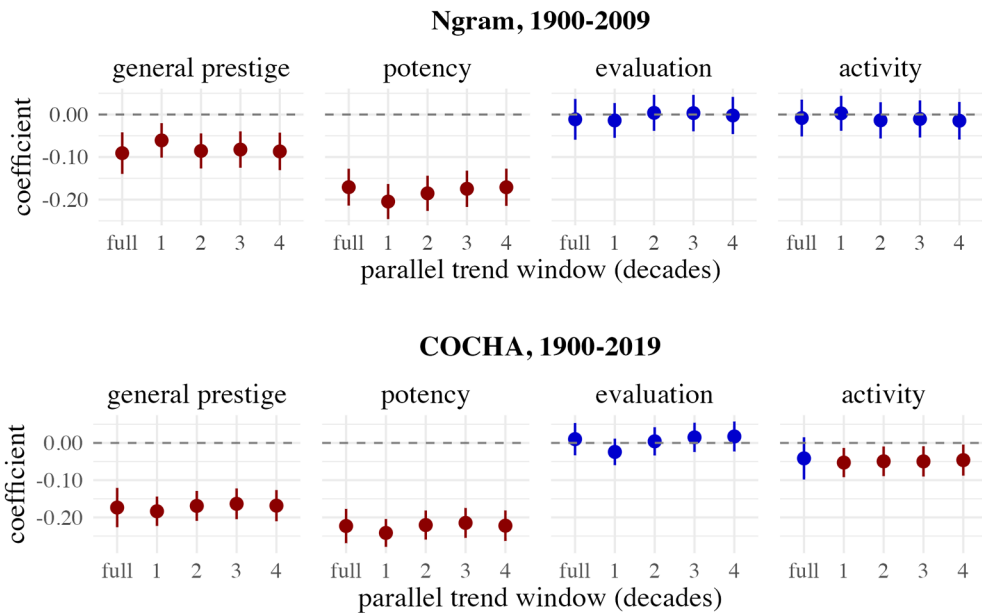 Ngram, 1900-2009
general prestige potency evaluation activity
coefficient
0.00
-0.10
-0.20
full 1 2 3 4 full 1 2 3 4 full 1 2 3 4 full 1 2 3 4
parallel trend window (decades)
COCHA, 1900-2019
general prestige potency evaluation activity
coefficient
0.00
-0.10
-0.20
full 1 2 3 4 full 1 2 3 4 full 1 2 3 4 full 1 2 3 4
parallel trend window (decades)